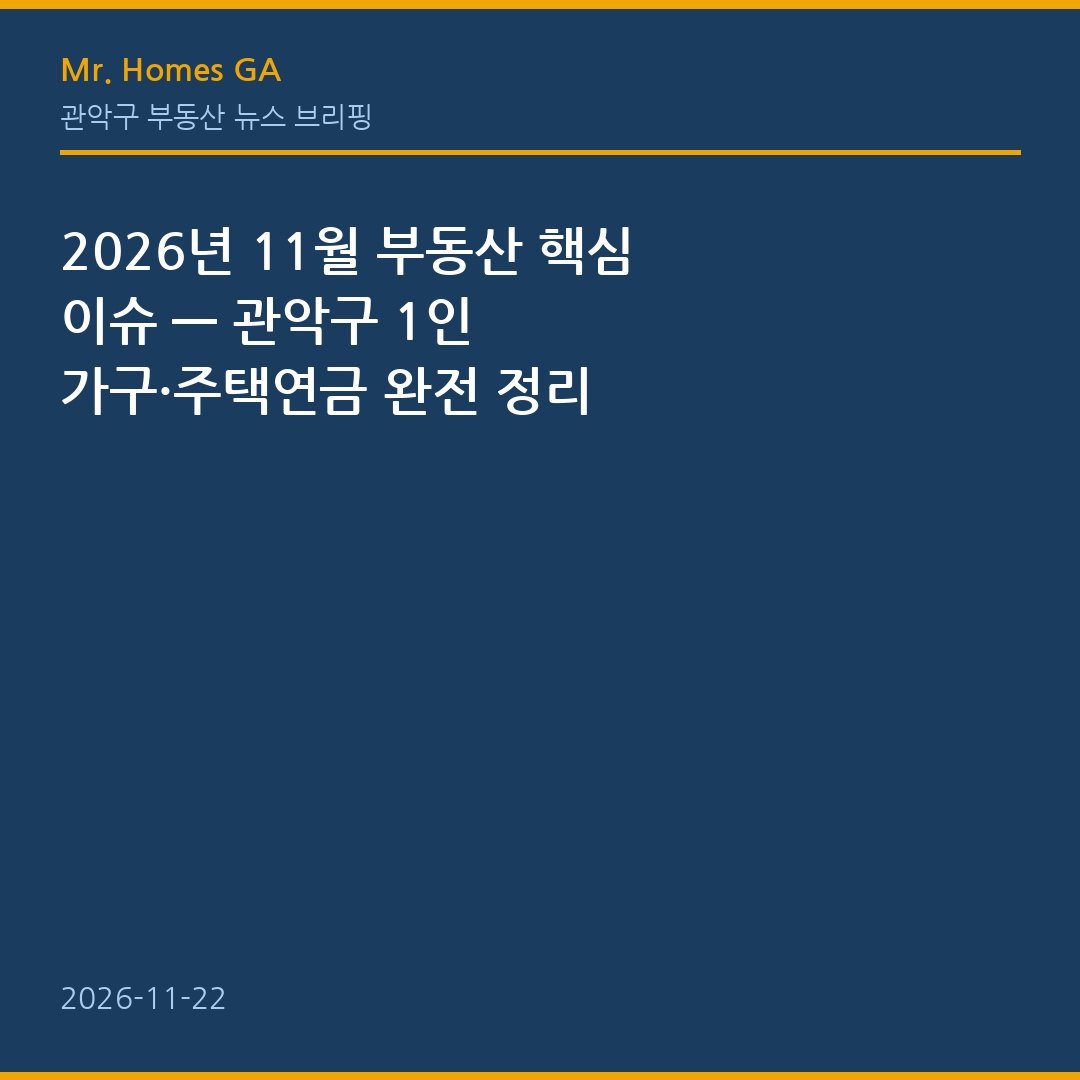 Mr. Homes GA
관악구 부동산 뉴스 브리핑
2026년 11월 부동산 핵심
이슈 — 관악구 1인
가구·주택연금 완전 정리
2026-11-22